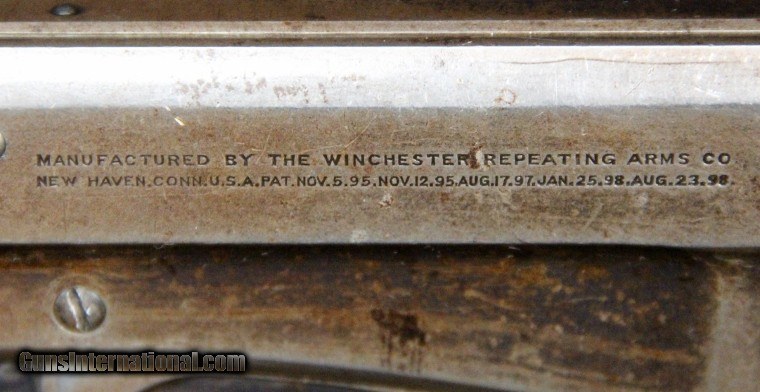 MANUFACTURED BY THE WINCHESTER REPEATING ARMS CO
NEW HAVEN.CONN.U.S.A.PAT.NOV.5.95.NOV.12.95.AUG.17.97.JAN.25.98.AUG.23.98.
GunsInternational.com